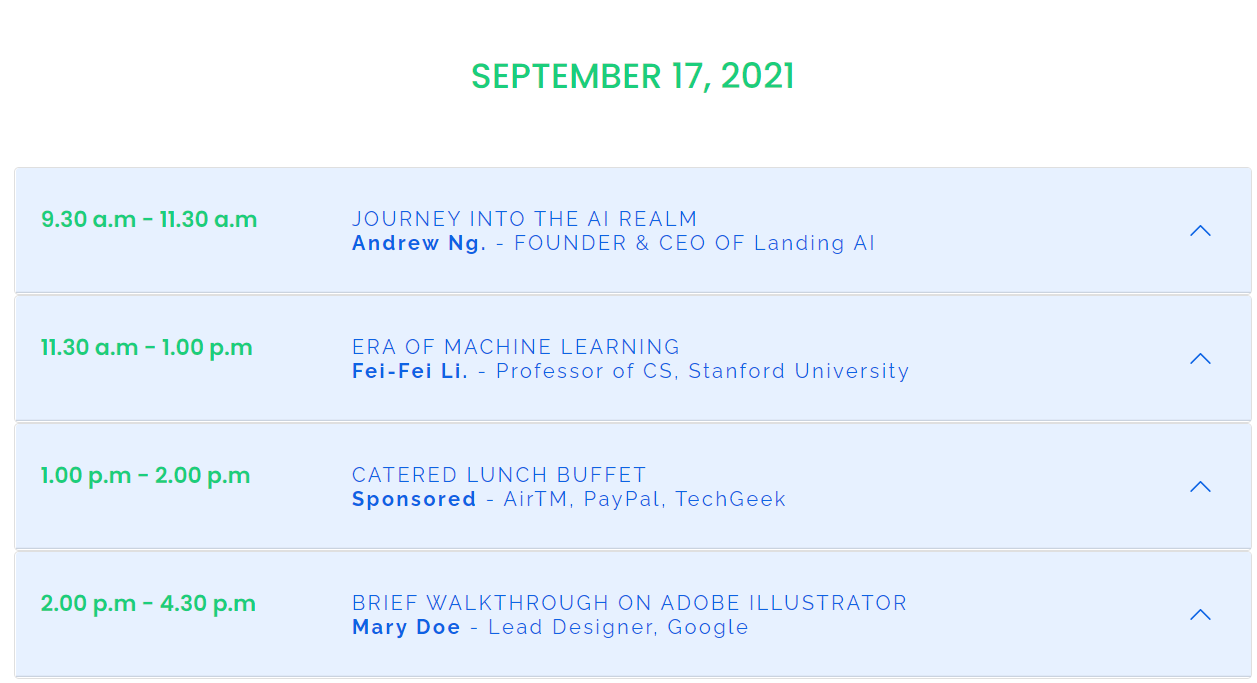 SEPTEMBER 17, 2021
9.30 a.m - 11.30 a.m
JOURNEY INTO THE AI REALM
Andrew Ng. - FOUNDER & CEO OF Landing AI
11.30 a.m - 1.00 p.m
ERA OF MACHINE LEARNING
Fei-Fei Li. - Professor of CS, Stanford University
1.00 p.m - 2.00 p.m
CATERED LUNCH BUFFET
Sponsored - AirTM, PayPal, TechGeek
2.00 p.m - 4.30 p.m
BRIEF WALKTHROUGH ON ADOBE ILLUSTRATOR
Mary Doe - Lead Designer, Google